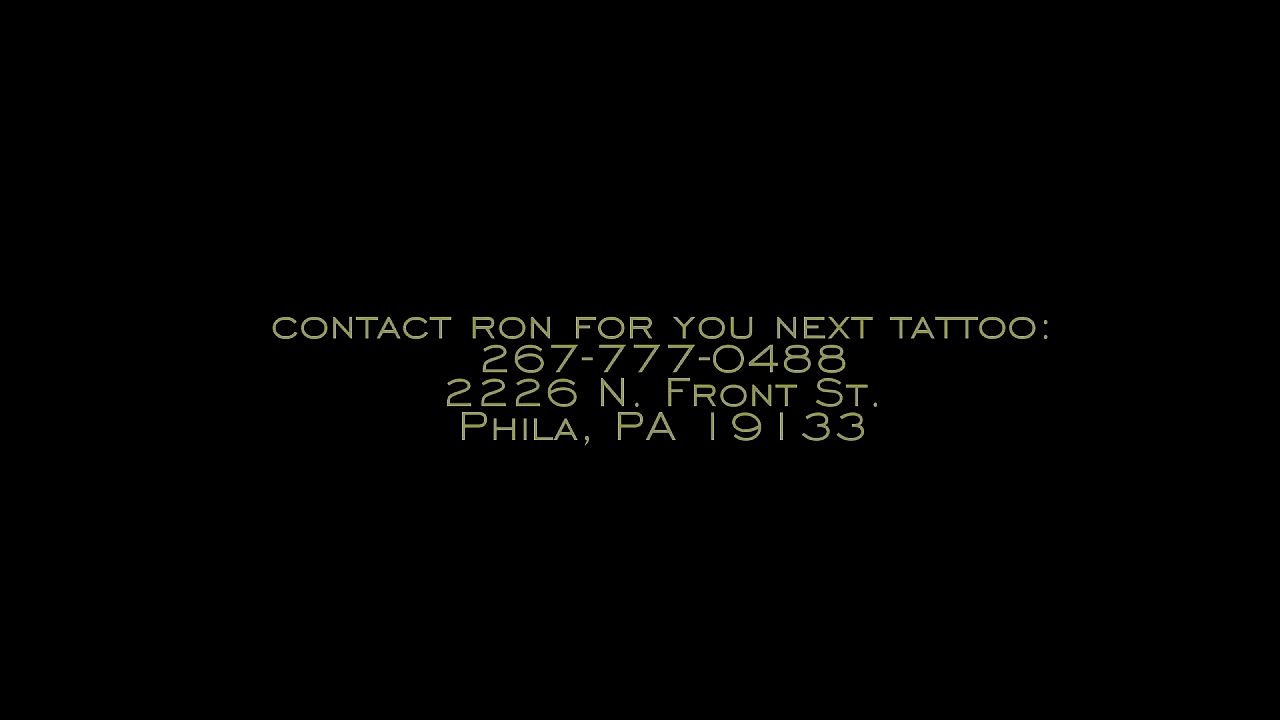 CONTACT RON FOR YOU NEXT TATTOO:
267-777-0488
2226 N. FRONT ST.
PHILA, PA 19133